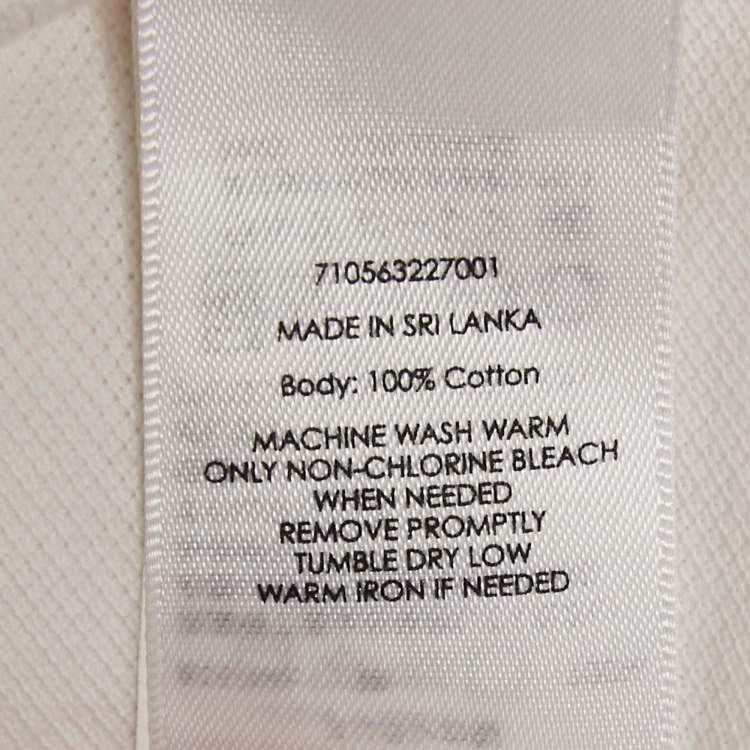 710563227001
MADE IN SRI LANKA
Body: 100% Cotton
MACHINE WASH WARM
ONLY NON-CHLORINE BLEACH
WHEN NEEDED
REMOVE PROMPTLY
TUMBLE DRY LOW
WARM IRON IF NEEDED